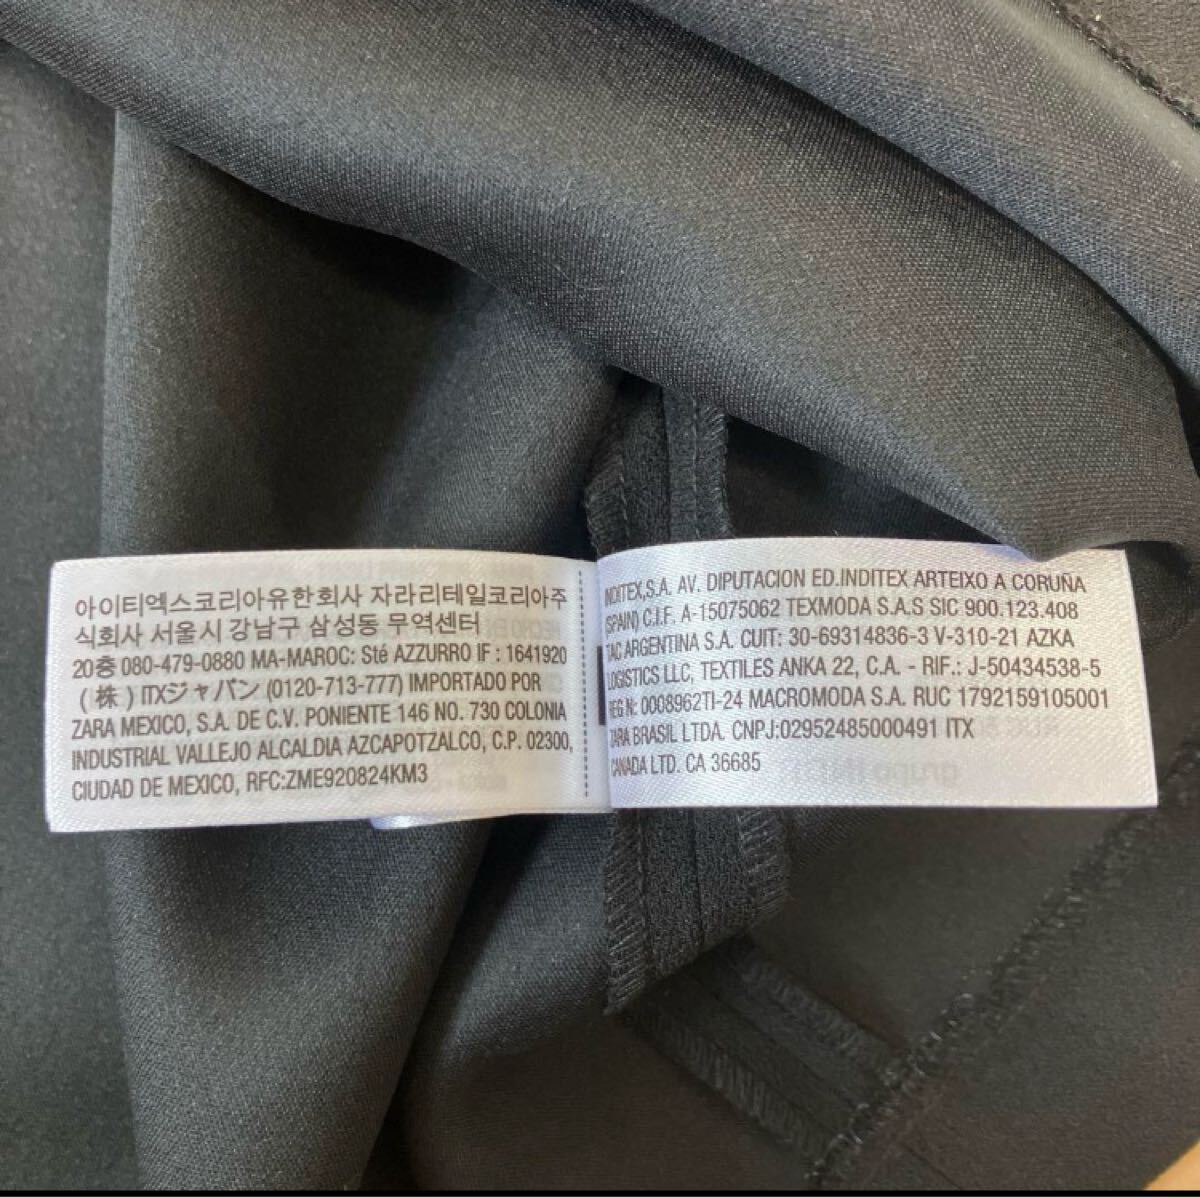 아이티엑스코리아유한회사 자라리테일코리아주
식회사 서울시 강남구 삼성동 무역센터
20층 080-479-0880 MA-MAROC: Sté AZZURRO IF : 1641920
(株) ITXジャパン (0120-713-777) IMPORTADO POR
ZARA MEXICO, S.A. DE C.V. PONIENTE 146 NO. 730 COLONIA
INDUSTRIAL VALLEJO ALCALDIA AZCAPOTZALCO, C.P. 02300,
CIUDAD DE MEXICO, RFC:ZME920824KM3
INDITEX,S.A. AV. DIPUTACION ED.INDITEX ARTEIXO A CORUÑA
(SPAIN) C.I.F. A-15075062 TEXMODA S.A.S SIC 900.123.408
TAC ARGENTINA S.A. CUIT: 30-69314836-3 V-310-21 AZKA
LOGISTICS LLC, TEXTILES ANKA 22, C.A. - RIF.: J-50434538-5
REG N: 0008962TI-24 MACROMODA S.A. RUC 1792159105001
ZARA BRASIL LTDA. CNPJ:02952485000491 ITX
CANADA LTD. CA 36685